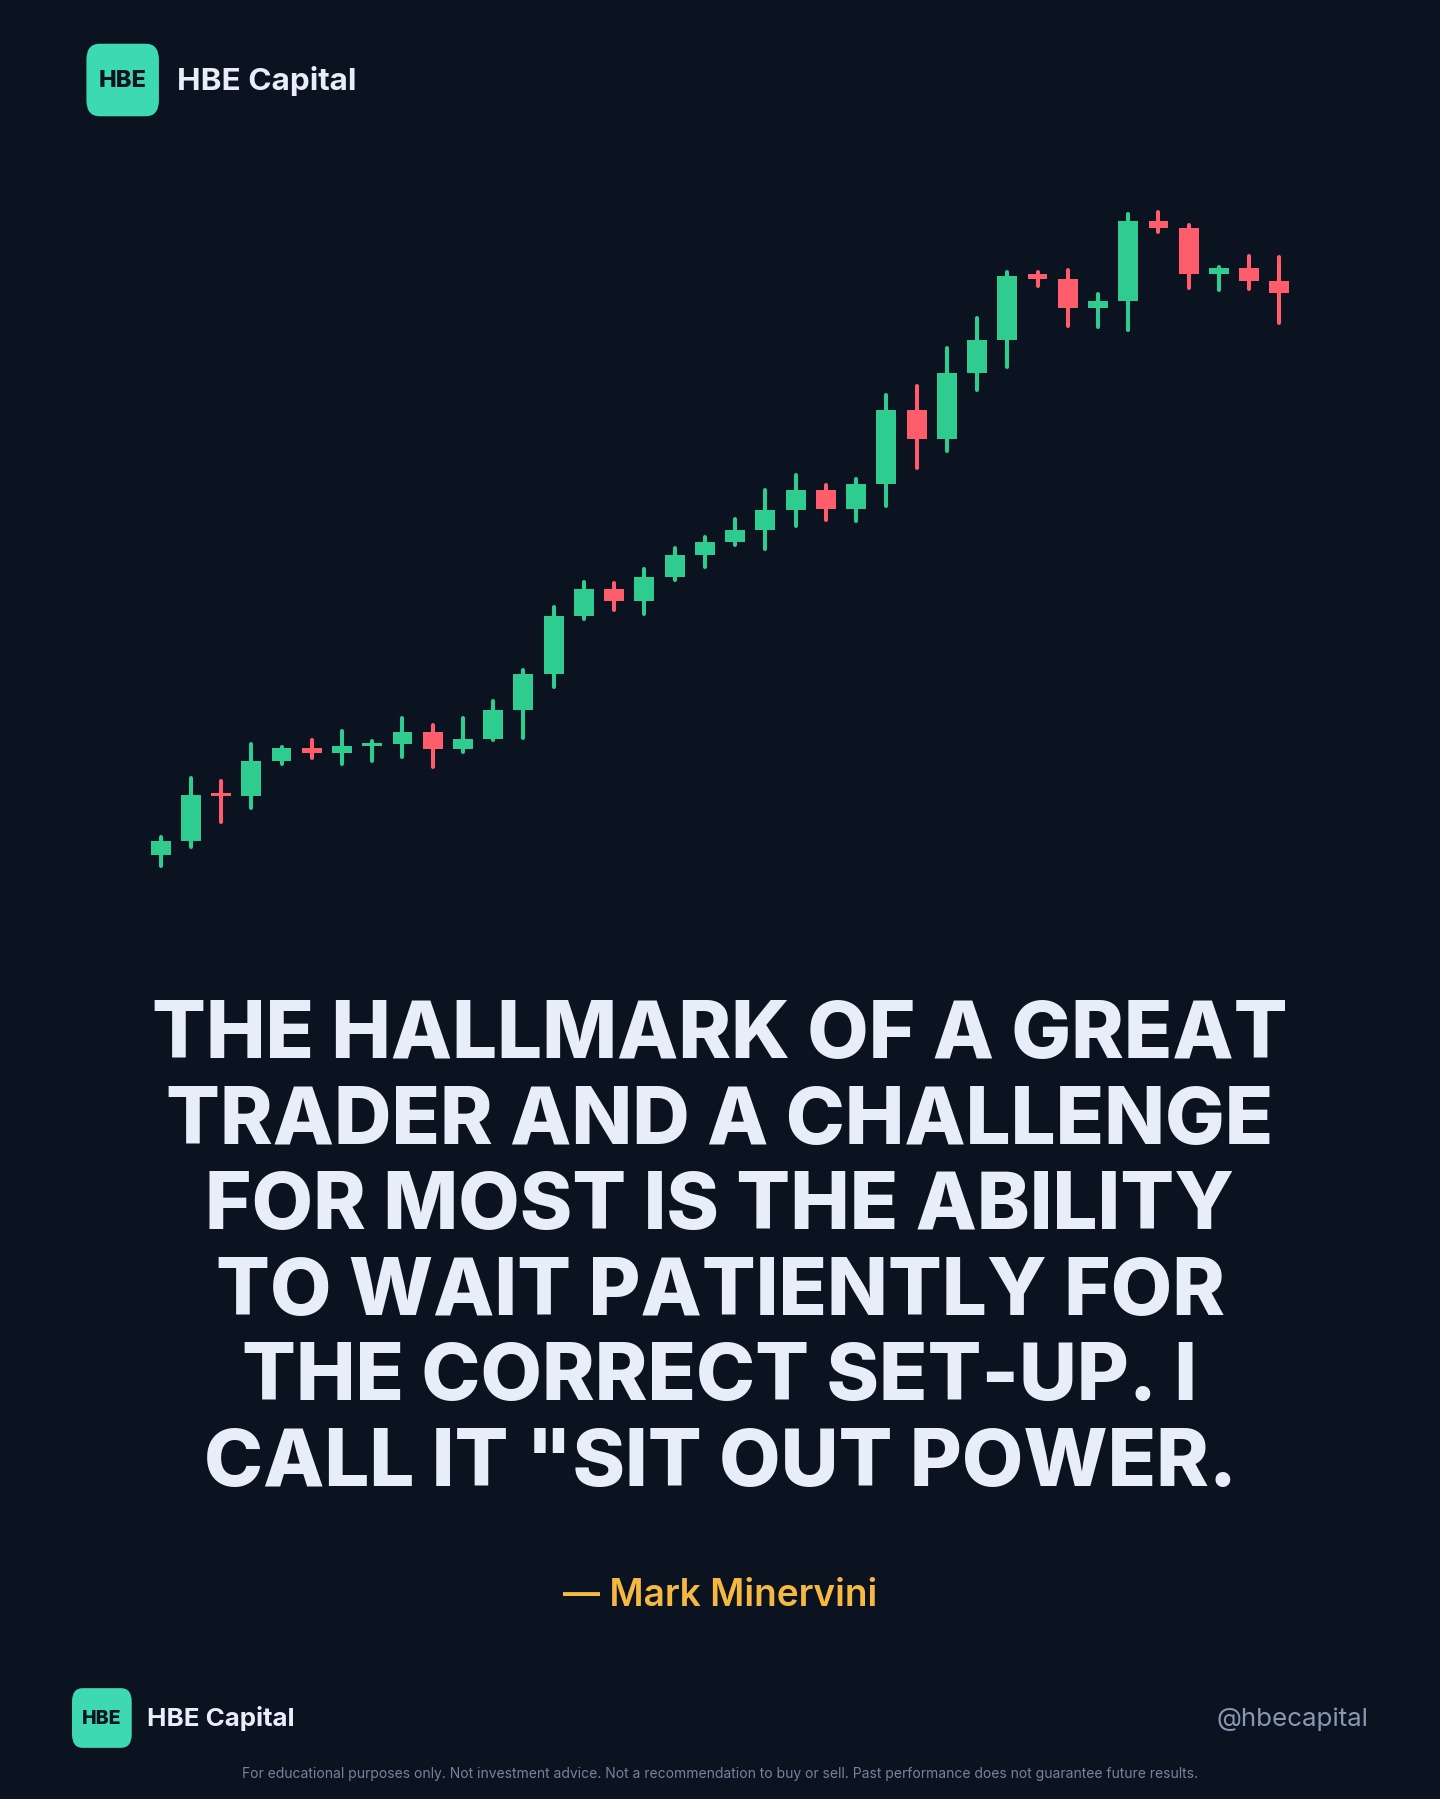 HBE
HBE Capital
THE HALLMARK OF A GREAT
TRADER AND A CHALLENGE
FOR MOST IS THE ABILITY
TO WAIT PATIENTLY FOR
THE CORRECT SET-UP. I
CALL IT "SIT OUT POWER.
— Mark Minervini
HBE
HBE Capital
@hbecapital
For educational purposes only. Not investment advice. Not a recommendation to buy or sell. Past performance does not guarantee future results.